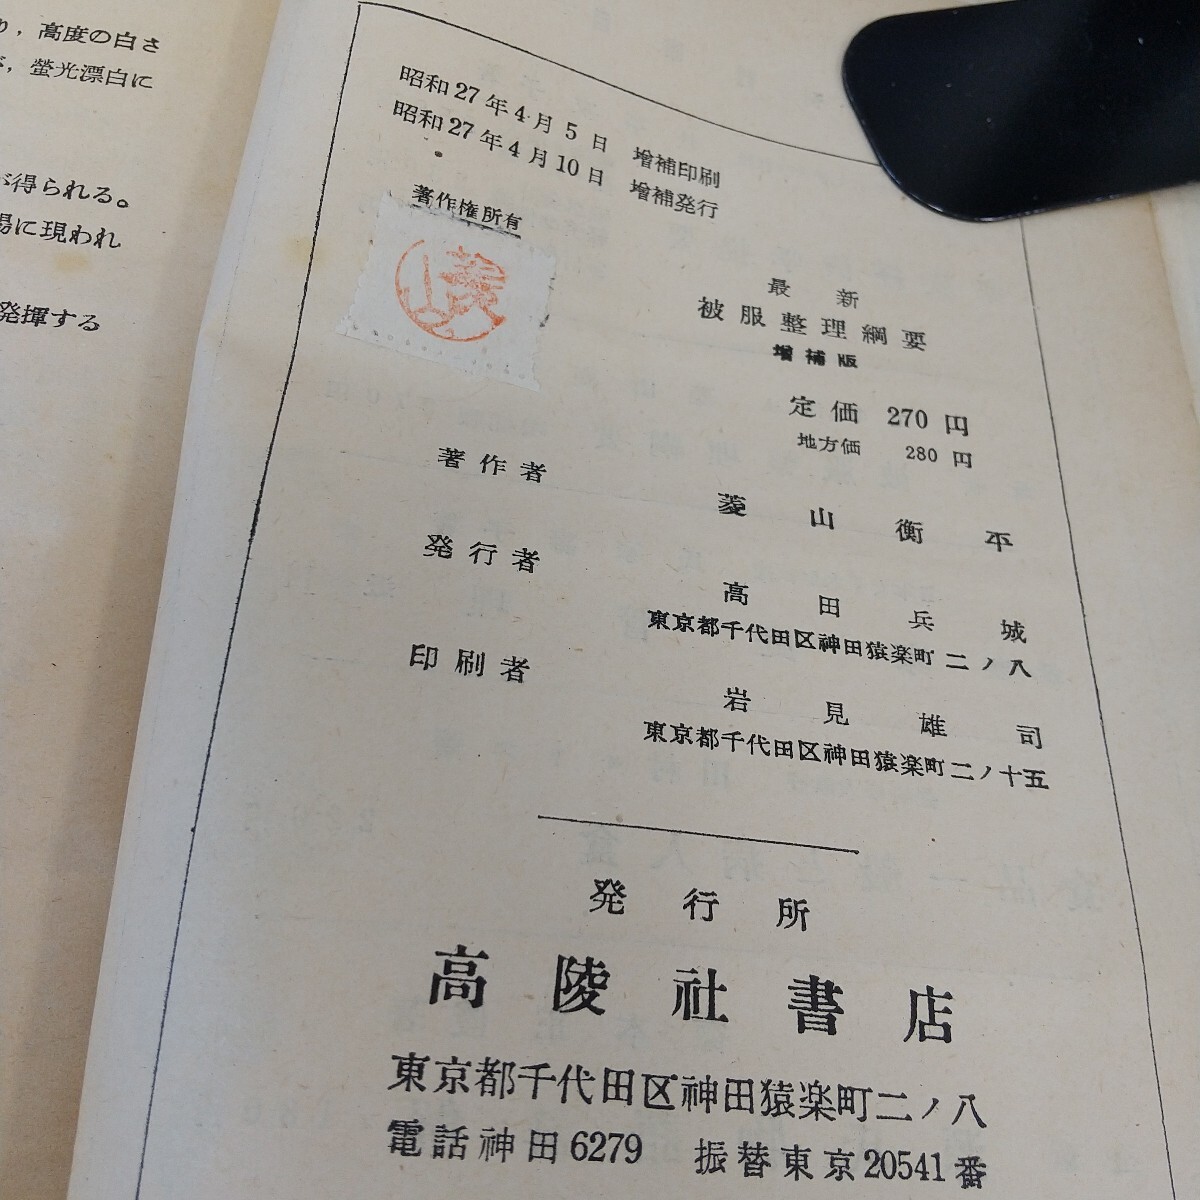 り，高度の白さ
が，螢光漂白に
が得られる。
易に現われ
発揮する
昭和27年4月5日 増補印刷
昭和27年4月10日 増補発行
著作権所有
最新
被服整理綱要
増補版
定価 270円
地方価 280円
著作者 菱山衡平
発行者 高田兵城
東京都千代田区神田猿楽町二ノ八
印刷者 岩見雄司
東京都千代田区神田猿楽町二ノ十五
発行所
高陵社書店
東京都千代田区神田猿楽町二ノ八
電話神田6279 振替東京20541番